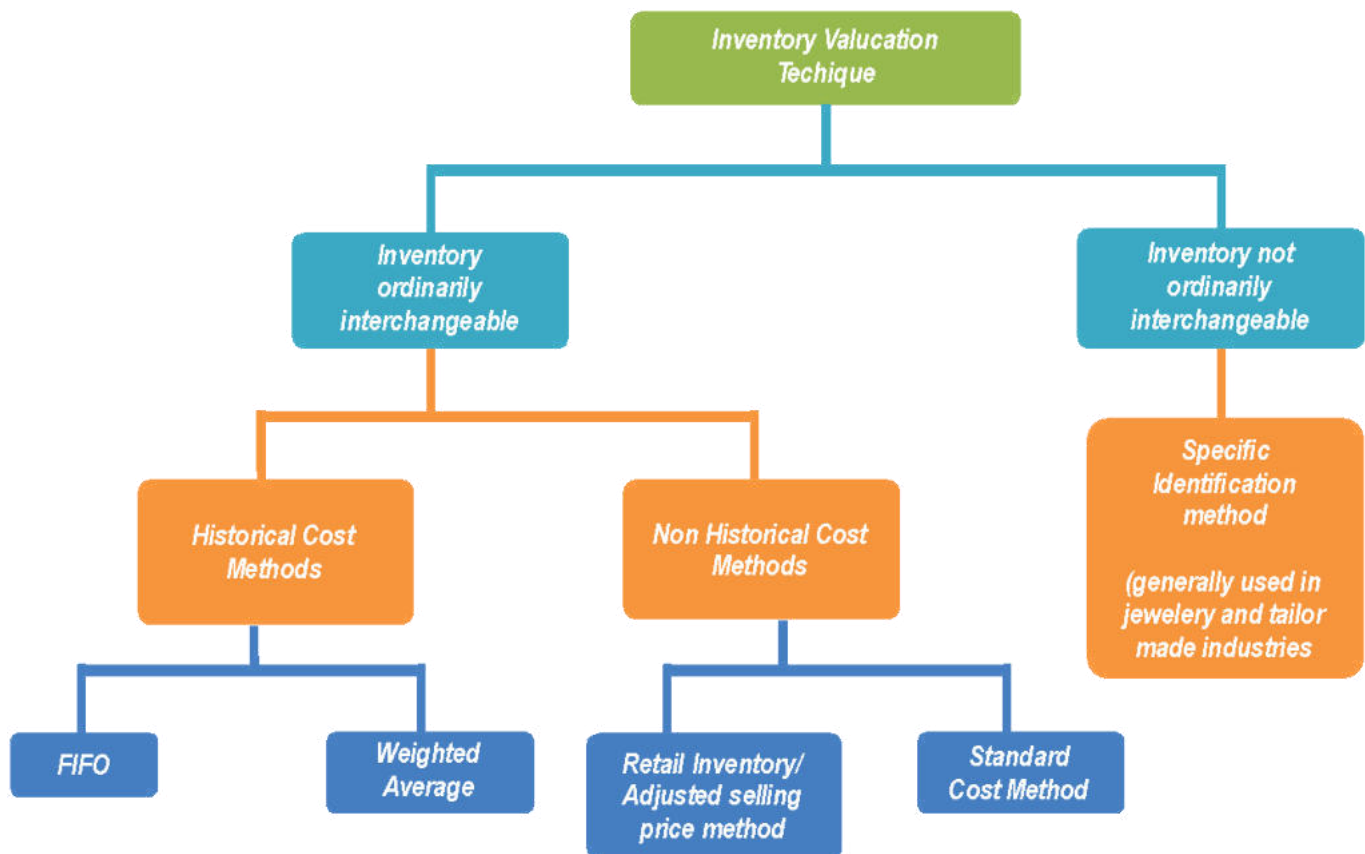 Inventory Valucation
Techique
Inventory
ordinarily
interchangeable
Inventory not
ordinarily
interchangeable
Historical Cost
Methods
Non Historical Cost
Methods
Specific
Identification
method
(generally used in
jewelery and tailor
made industries
FIFO
Weighted
Average
Retail Inventory/
Adjusted selling
price method
Standard
Cost Method